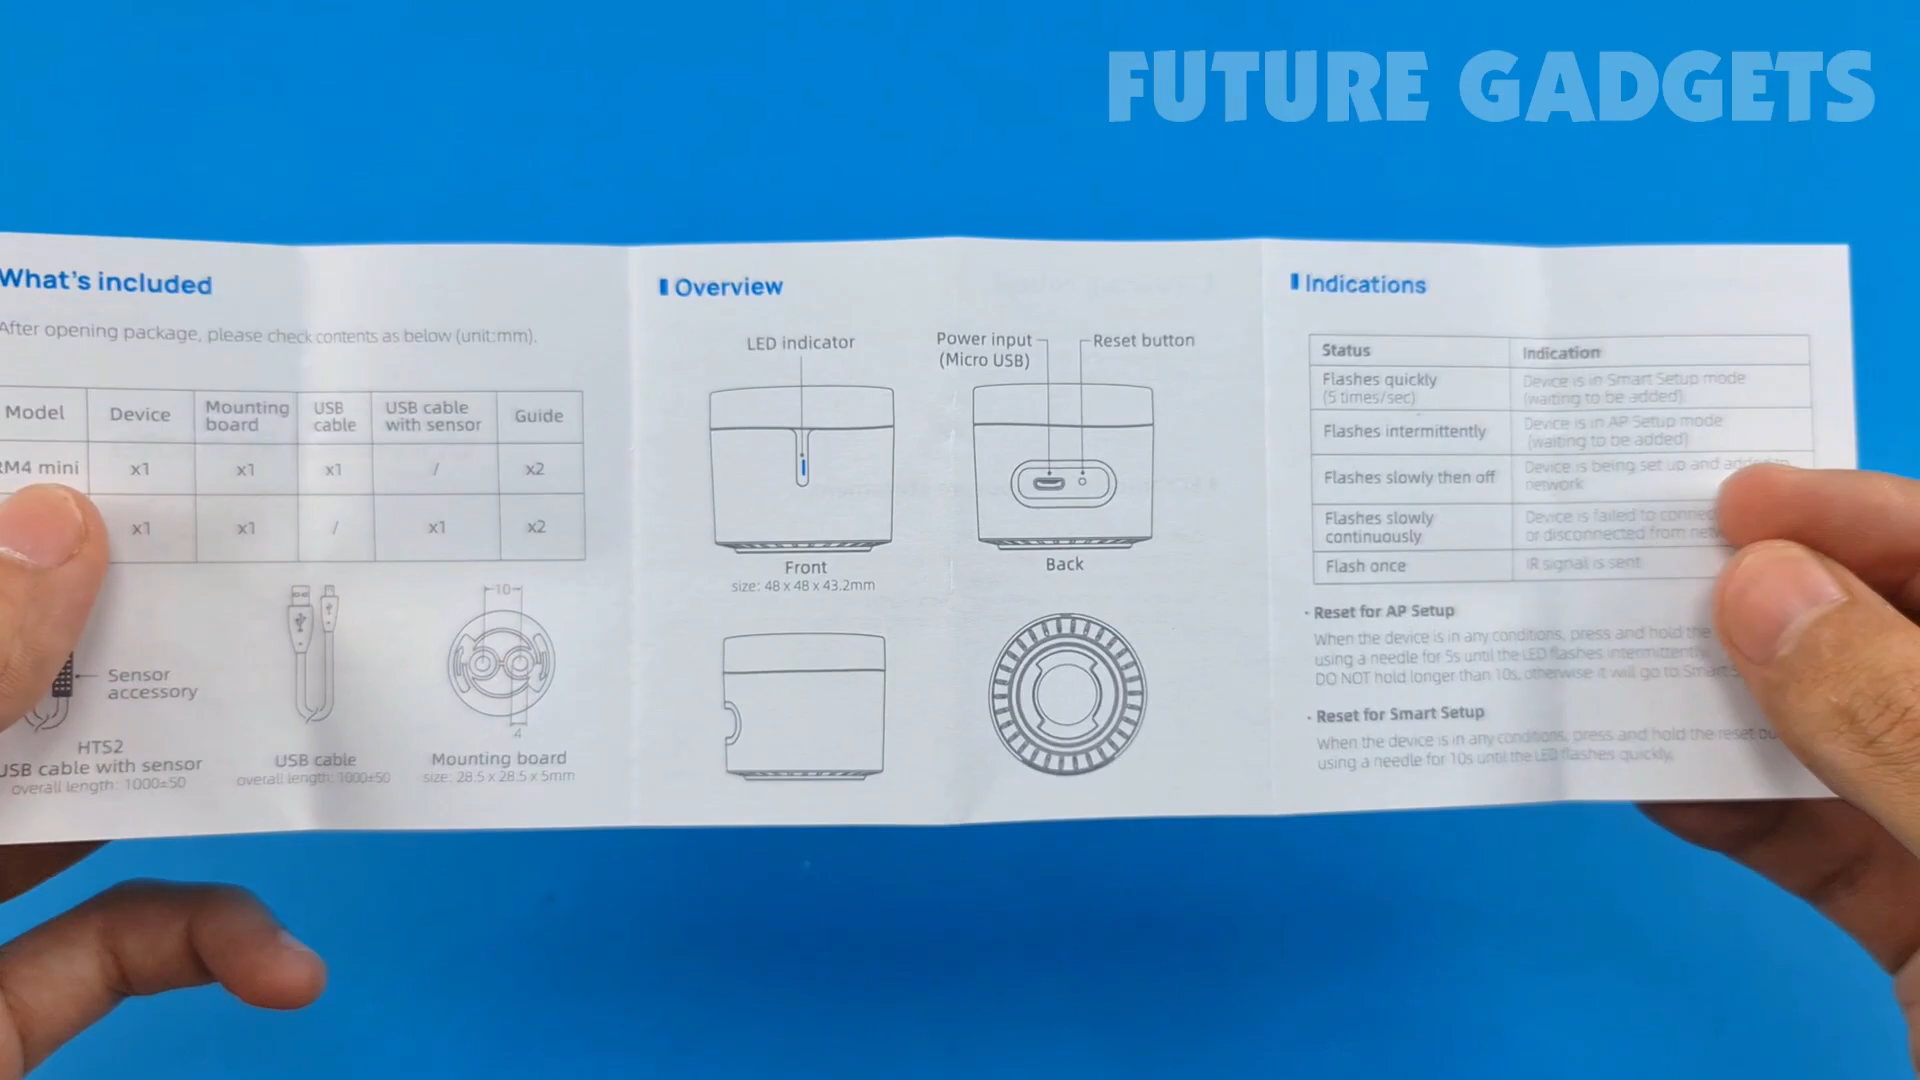 FUTURE GADGETS
What's included
After opening package, please check contents as below (unit:mm).
Model Device Mounting board USB cable USB cable with sensor Guide
RM4 mini x1 x1 x1 / x2
x1 x1 / x1 x2
Sensor
accessory
HTS2
USB cable with sensor
overall length: 1000±50
USB cable
overall length: 1000±50
10
4
Mounting board
size: 28.5 x 28.5 x 5mm
Overview
LED indicator
Power input
(Micro USB)
Reset button
Front
size: 48 x 48 x 43.2mm
Back
Indications
Status Indication
Flashes quickly
(5 times/sec)
Device is in Smart Setup mode
(waiting to be added)
Flashes intermittently
Device is in AP Setup mode
(waiting to be added)
Flashes slowly then off
Device is being set up and added to
network
Flashes slowly
continuously
Device is failed to connec
or disconnected from net
Flash once
IR signal is sent
· Reset for AP Setup
When the device is in any conditions, press and hold the
using a needle for 5s until the LED flashes intermittently
DO NOT hold longer than 10s, otherwise it will go to Smart S
· Reset for Smart Setup
When the device is in any conditions, press and hold the reset bu
using a needle for 10s until the LED flashes quickly.